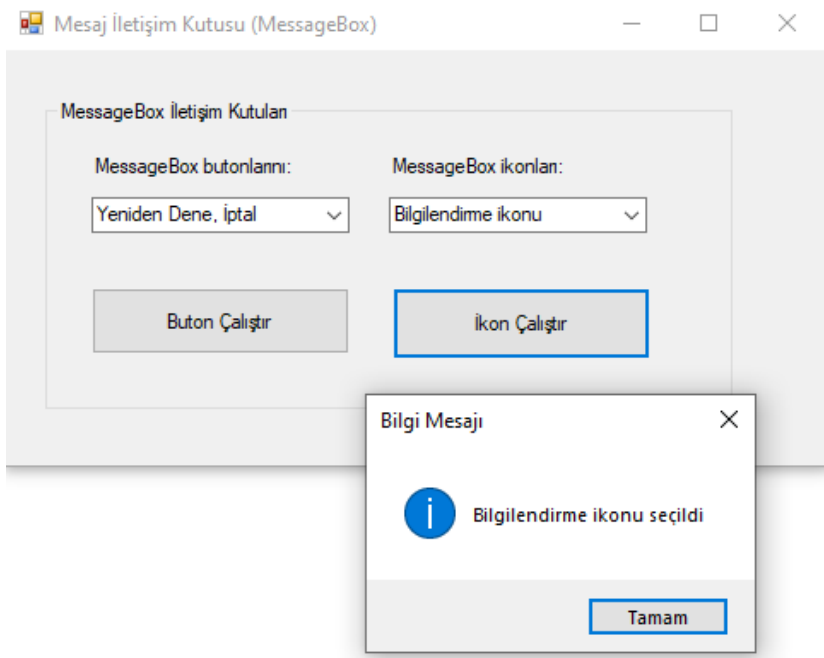 Mesaj İletişim Kutusu (MessageBox)
MessageBox İletişim Kutuları
MessageBox butonlarını:
MessageBox ikonları:
Yeniden Dene, İptal
Bilgilendirme ikonu
Buton Çalıştır
İkon Çalıştır
Bilgi Mesajı
Bilgilendirme ikonu seçildi
Tamam